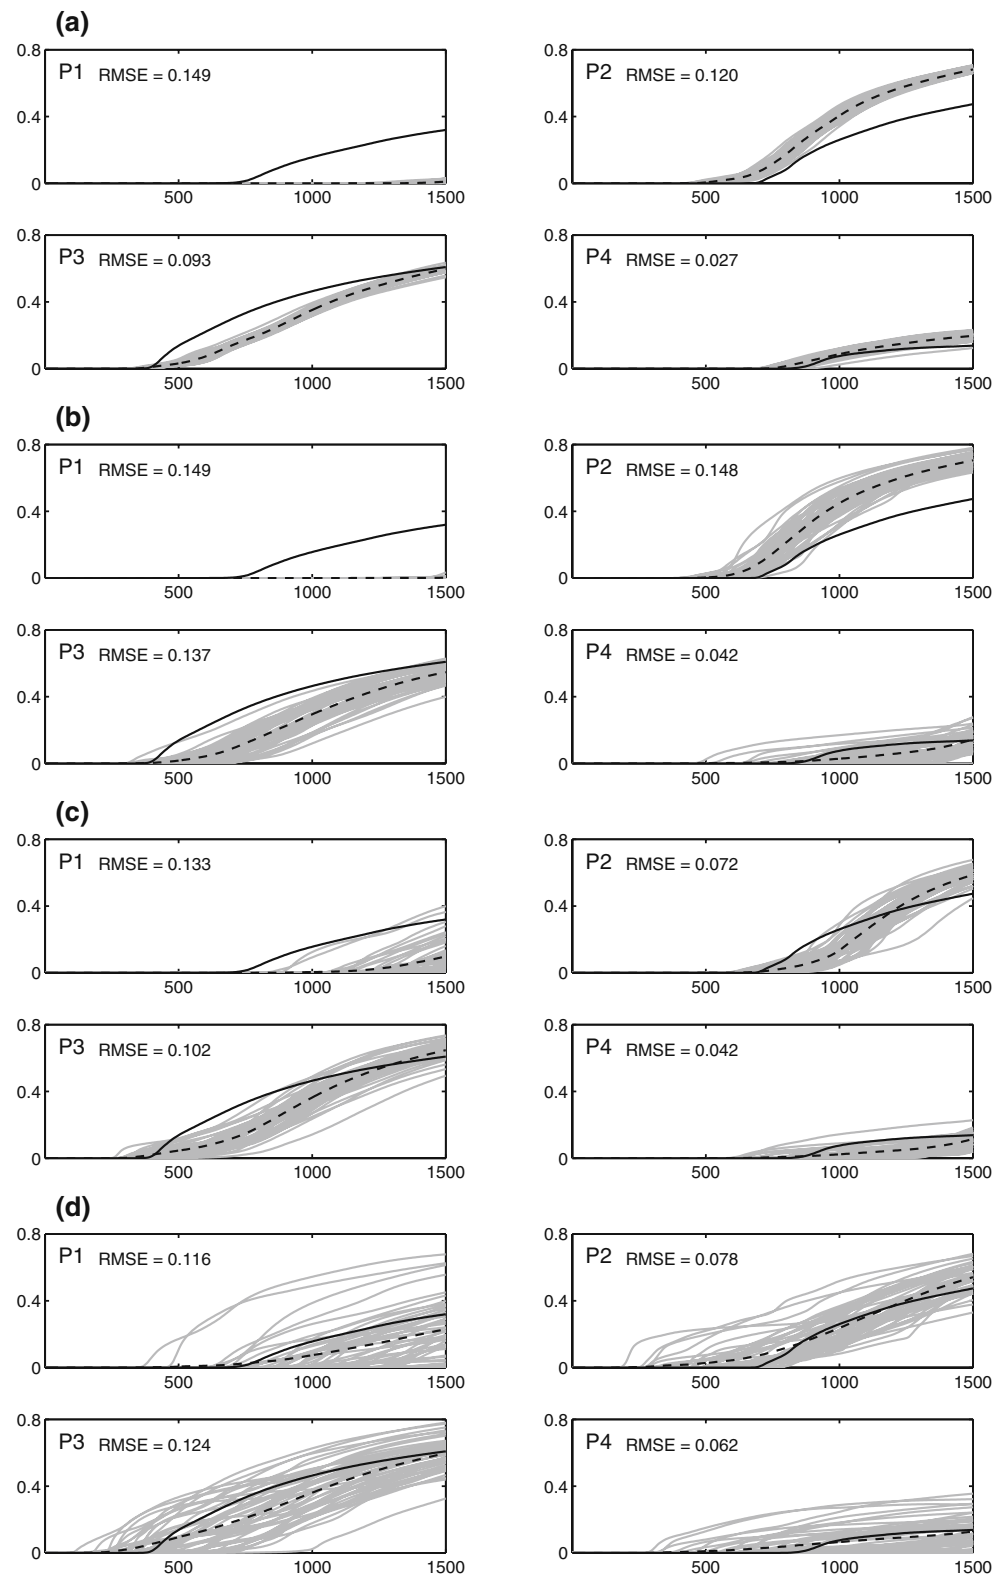 (a)
P1 RMSE = 0.149
0.8
0.4
0
500 1000 1500
P2 RMSE = 0.120
0.8
0.4
0
500 1000 1500
P3 RMSE = 0.093
0.8
0.4
0
500 1000 1500
P4 RMSE = 0.027
0.8
0.4
0
500 1000 1500
(b)
P1 RMSE = 0.149
0.8
0.4
0
500 1000 1500
P2 RMSE = 0.148
0.8
0.4
0
500 1000 1500
P3 RMSE = 0.137
0.8
0.4
0
500 1000 1500
P4 RMSE = 0.042
0.8
0.4
0
500 1000 1500
(c)
P1 RMSE = 0.133
0.8
0.4
0
500 1000 1500
P2 RMSE = 0.072
0.8
0.4
0
500 1000 1500
P3 RMSE = 0.102
0.8
0.4
0
500 1000 1500
P4 RMSE = 0.042
0.8
0.4
0
500 1000 1500
(d)
P1 RMSE = 0.116
0.8
0.4
0
500 1000 1500
P2 RMSE = 0.078
0.8
0.4
0
500 1000 1500
P3 RMSE = 0.124
0.8
0.4
0
500 1000 1500
P4 RMSE = 0.062
0.8
0.4
0
500 1000 1500